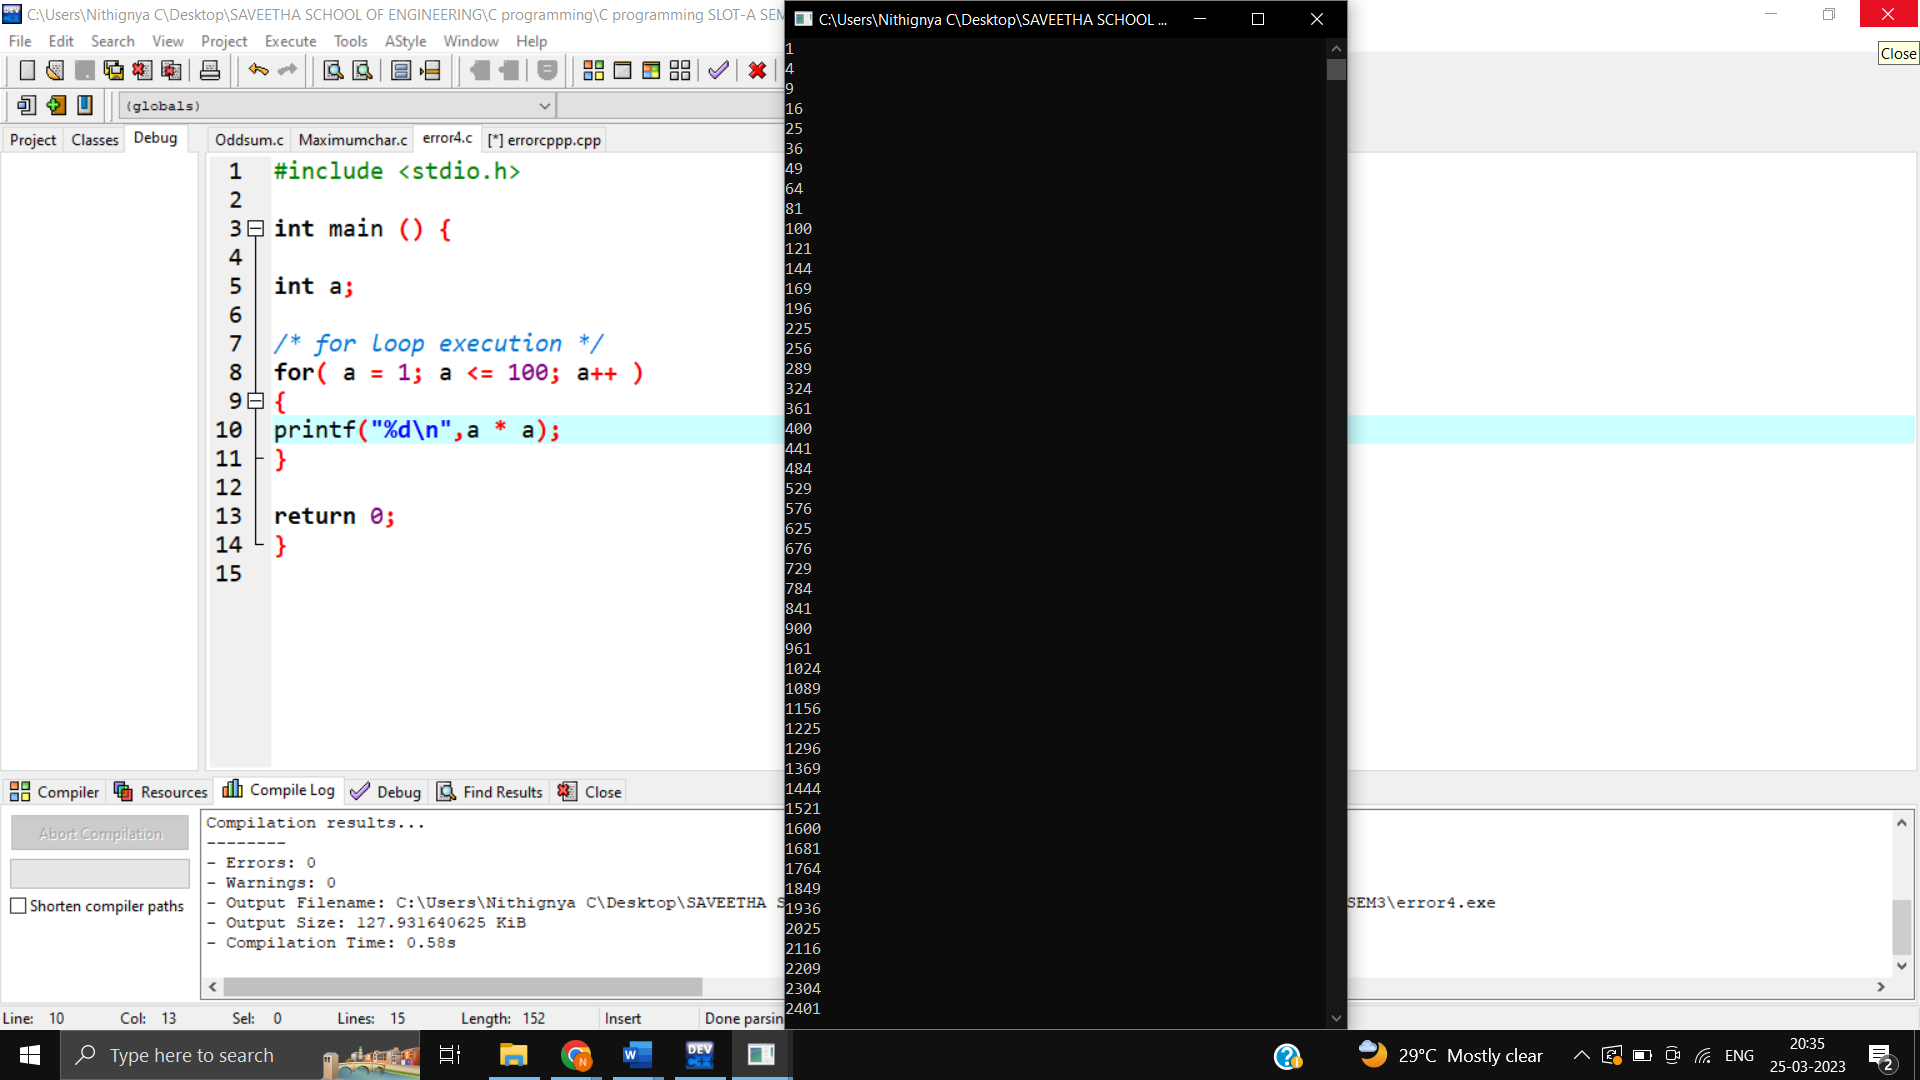 C:\Users\Nithignya C\Desktop\SAVEETHA SCHOOL OF ENGINEERING\C programming\C programming SLOT-A SEM
File Edit Search View Project Execute Tools AStyle Window Help
Close
(globals)
Project Classes Debug
Oddsum.c Maximumchar.c error4.c [*] errorcppp.cpp
1 #include <stdio.h>
2
3 int main () {
4
5 int a;
6
7 /* for loop execution */
8 for( a = 1; a <= 100; a++ )
9 {
10 printf("%d\n",a * a);
11 }
12
13 return 0;
14 }
15
C:\Users\Nithignya C\Desktop\SAVEETHA SCHOOL ...
1
4
9
16
25
36
49
64
81
100
121
144
169
196
225
256
289
324
361
400
441
484
529
576
625
676
729
784
841
900
961
1024
1089
1156
1225
1296
1369
1444
1521
1600
1681
1764
1849
1936
2025
2116
2209
2304
2401
Compiler Resources Compile Log Debug Find Results Close
Abort Compilation
Shorten compiler paths
Compilation results...
--------
- Errors: 0
- Warnings: 0
- Output Filename: C:\Users\Nithignya C\Desktop\SAVEETHA S SEM3\error4.exe
- Output Size: 127.931640625 KiB
- Compilation Time: 0.58s
Line: 10 Col: 13 Sel: 0 Lines: 15 Length: 152 Insert Done parsin
Type here to search
DEV C++
29°C Mostly clear
ENG
20:35
25-03-2023
2